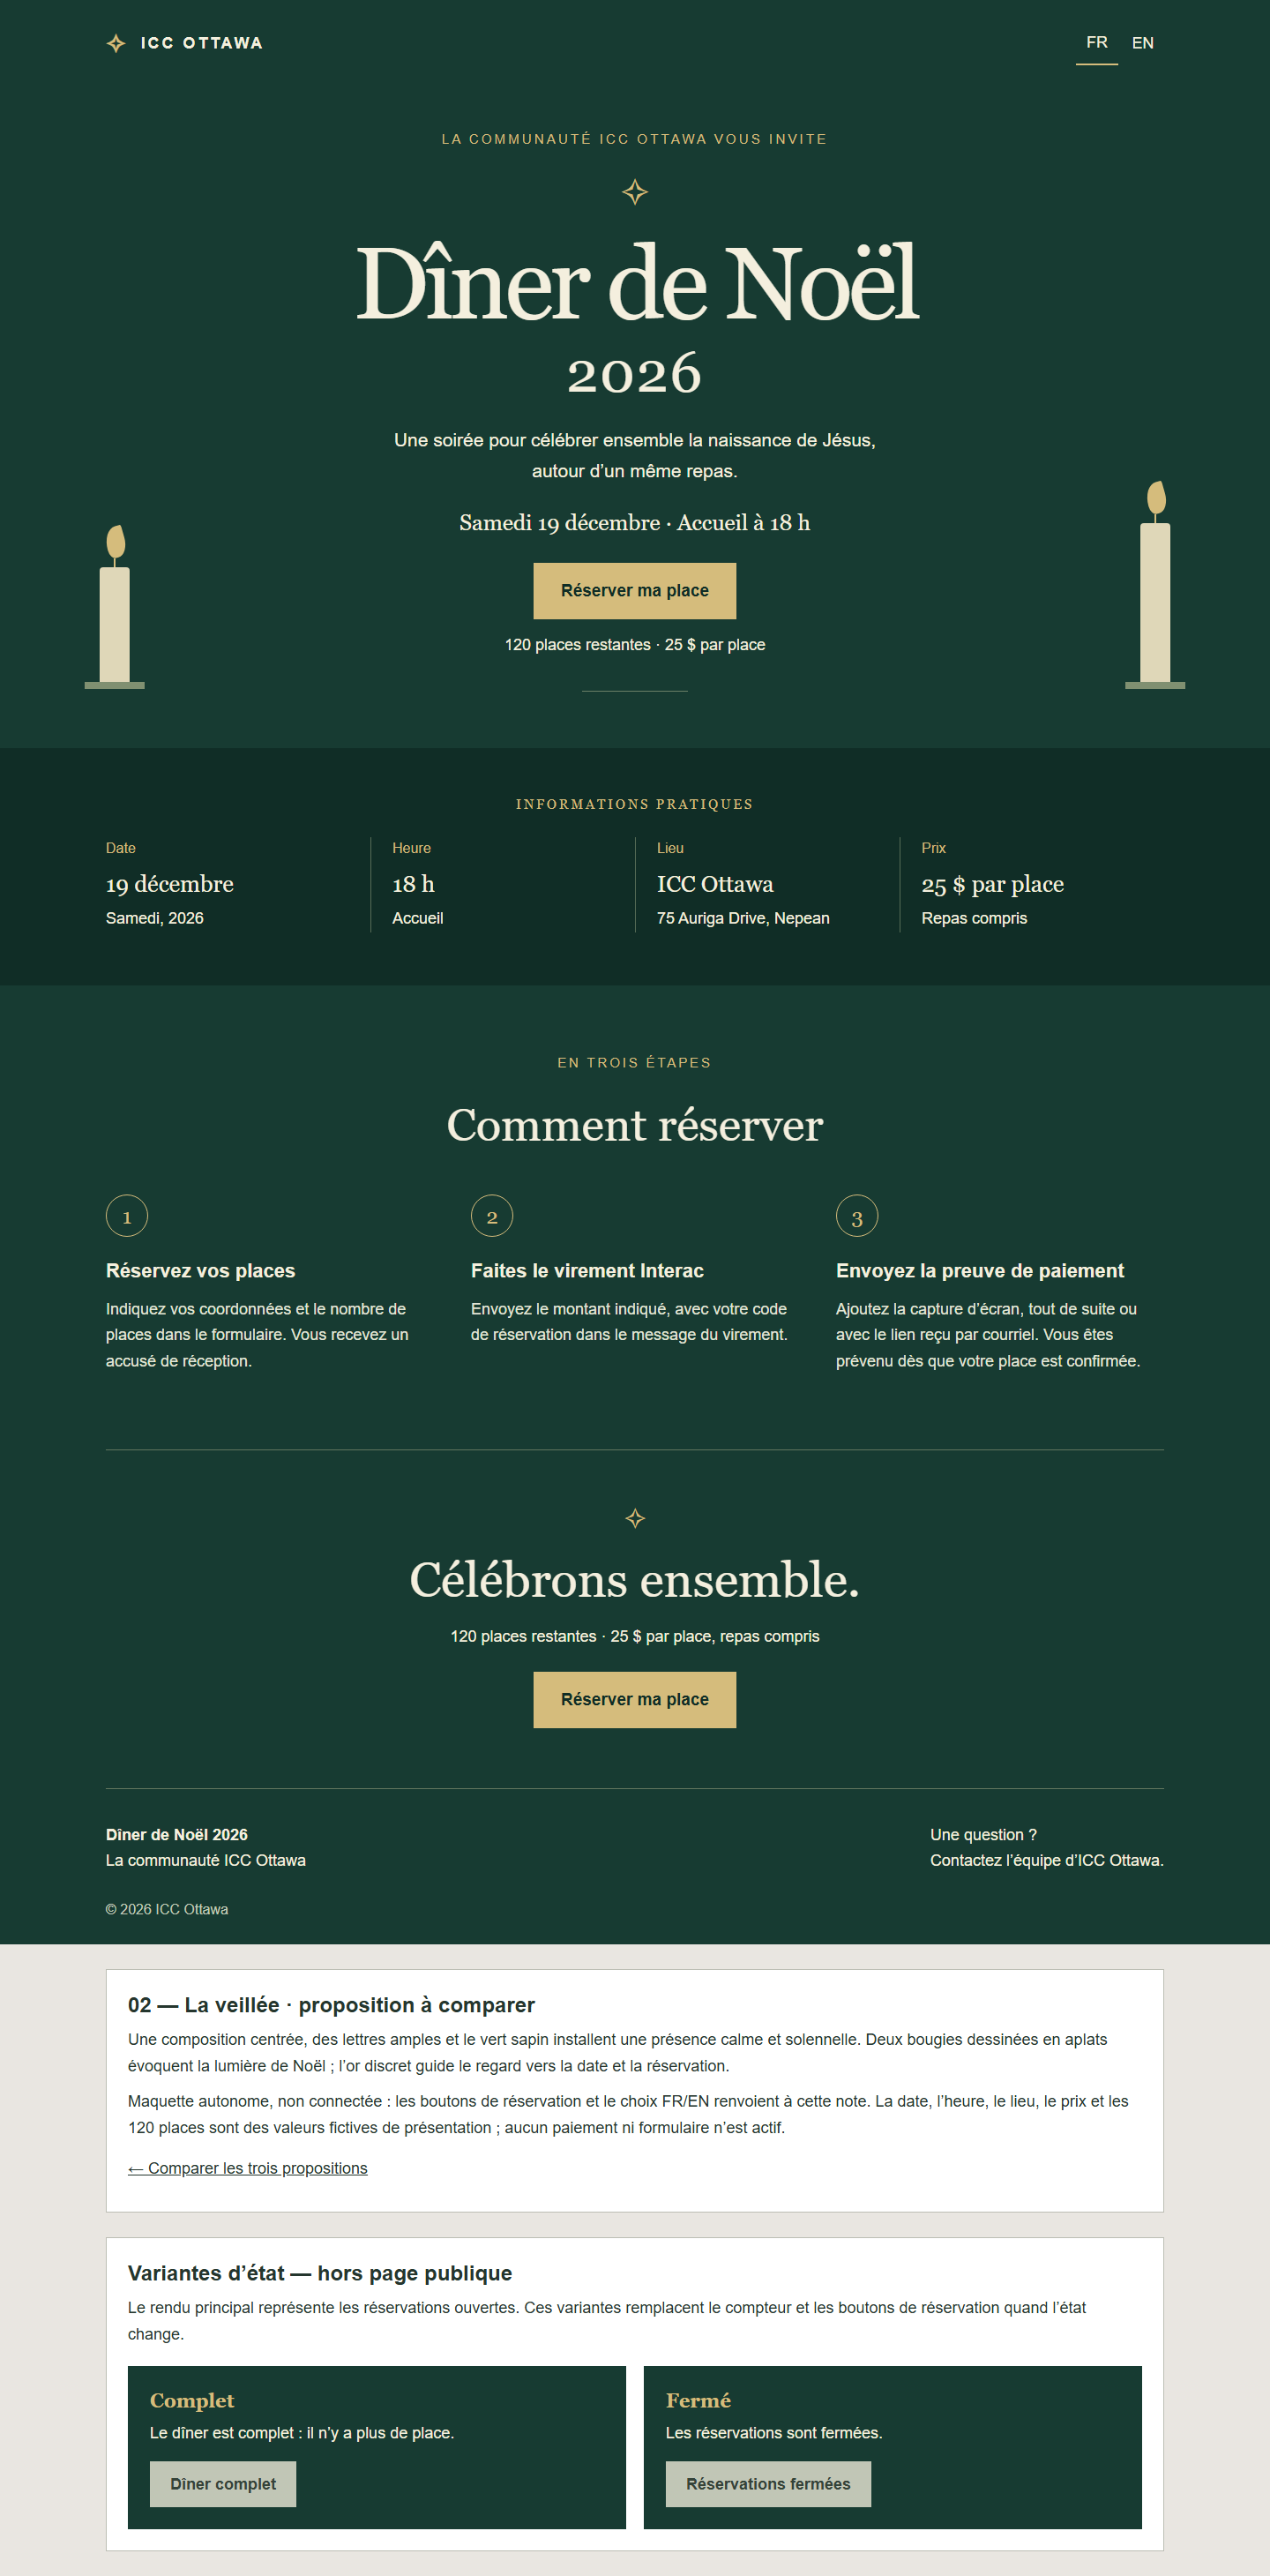 ICC OTTAWA
FR EN
LA COMMUNAUTÉ ICC OTTAWA VOUS INVITE
Dîner de Noël
2026
Une soirée pour célébrer ensemble la naissance de Jésus,
autour d’un même repas.
Samedi 19 décembre · Accueil à 18 h
Réserver ma place
120 places restantes · 25 $ par place
INFORMATIONS PRATIQUES
Date
19 décembre
Samedi, 2026
Heure
18 h
Accueil
Lieu
ICC Ottawa
75 Auriga Drive, Nepean
Prix
25 $ par place
Repas compris
EN TROIS ÉTAPES
Comment réserver
1
Réservez vos places
Indiquez vos coordonnées et le nombre de
places dans le formulaire. Vous recevez un
accusé de réception.
2
Faites le virement Interac
Envoyez le montant indiqué, avec votre code
de réservation dans le message du virement.
3
Envoyez la preuve de paiement
Ajoutez la capture d’écran, tout de suite ou
avec le lien reçu par courriel. Vous êtes
prévenu dès que votre place est confirmée.
Célébrons ensemble.
120 places restantes · 25 $ par place, repas compris
Réserver ma place
Dîner de Noël 2026
La communauté ICC Ottawa
Une question ?
Contactez l’équipe d’ICC Ottawa.
© 2026 ICC Ottawa
02 — La veillée · proposition à comparer
Une composition centrée, des lettres amples et le vert sapin installent une présence calme et solennelle. Deux bougies dessinées en aplats
évoquent la lumière de Noël ; l’or discret guide le regard vers la date et la réservation.
Maquette autonome, non connectée : les boutons de réservation et le choix FR/EN renvoient à cette note. La date, l’heure, le lieu, le prix et les
120 places sont des valeurs fictives de présentation ; aucun paiement ni formulaire n’est actif.
← Comparer les trois propositions
Variantes d’état — hors page publique
Le rendu principal représente les réservations ouvertes. Ces variantes remplacent le compteur et les boutons de réservation quand l’état
change.
Complet
Le dîner est complet : il n’y a plus de place.
Dîner complet
Fermé
Les réservations sont fermées.
Réservations fermées